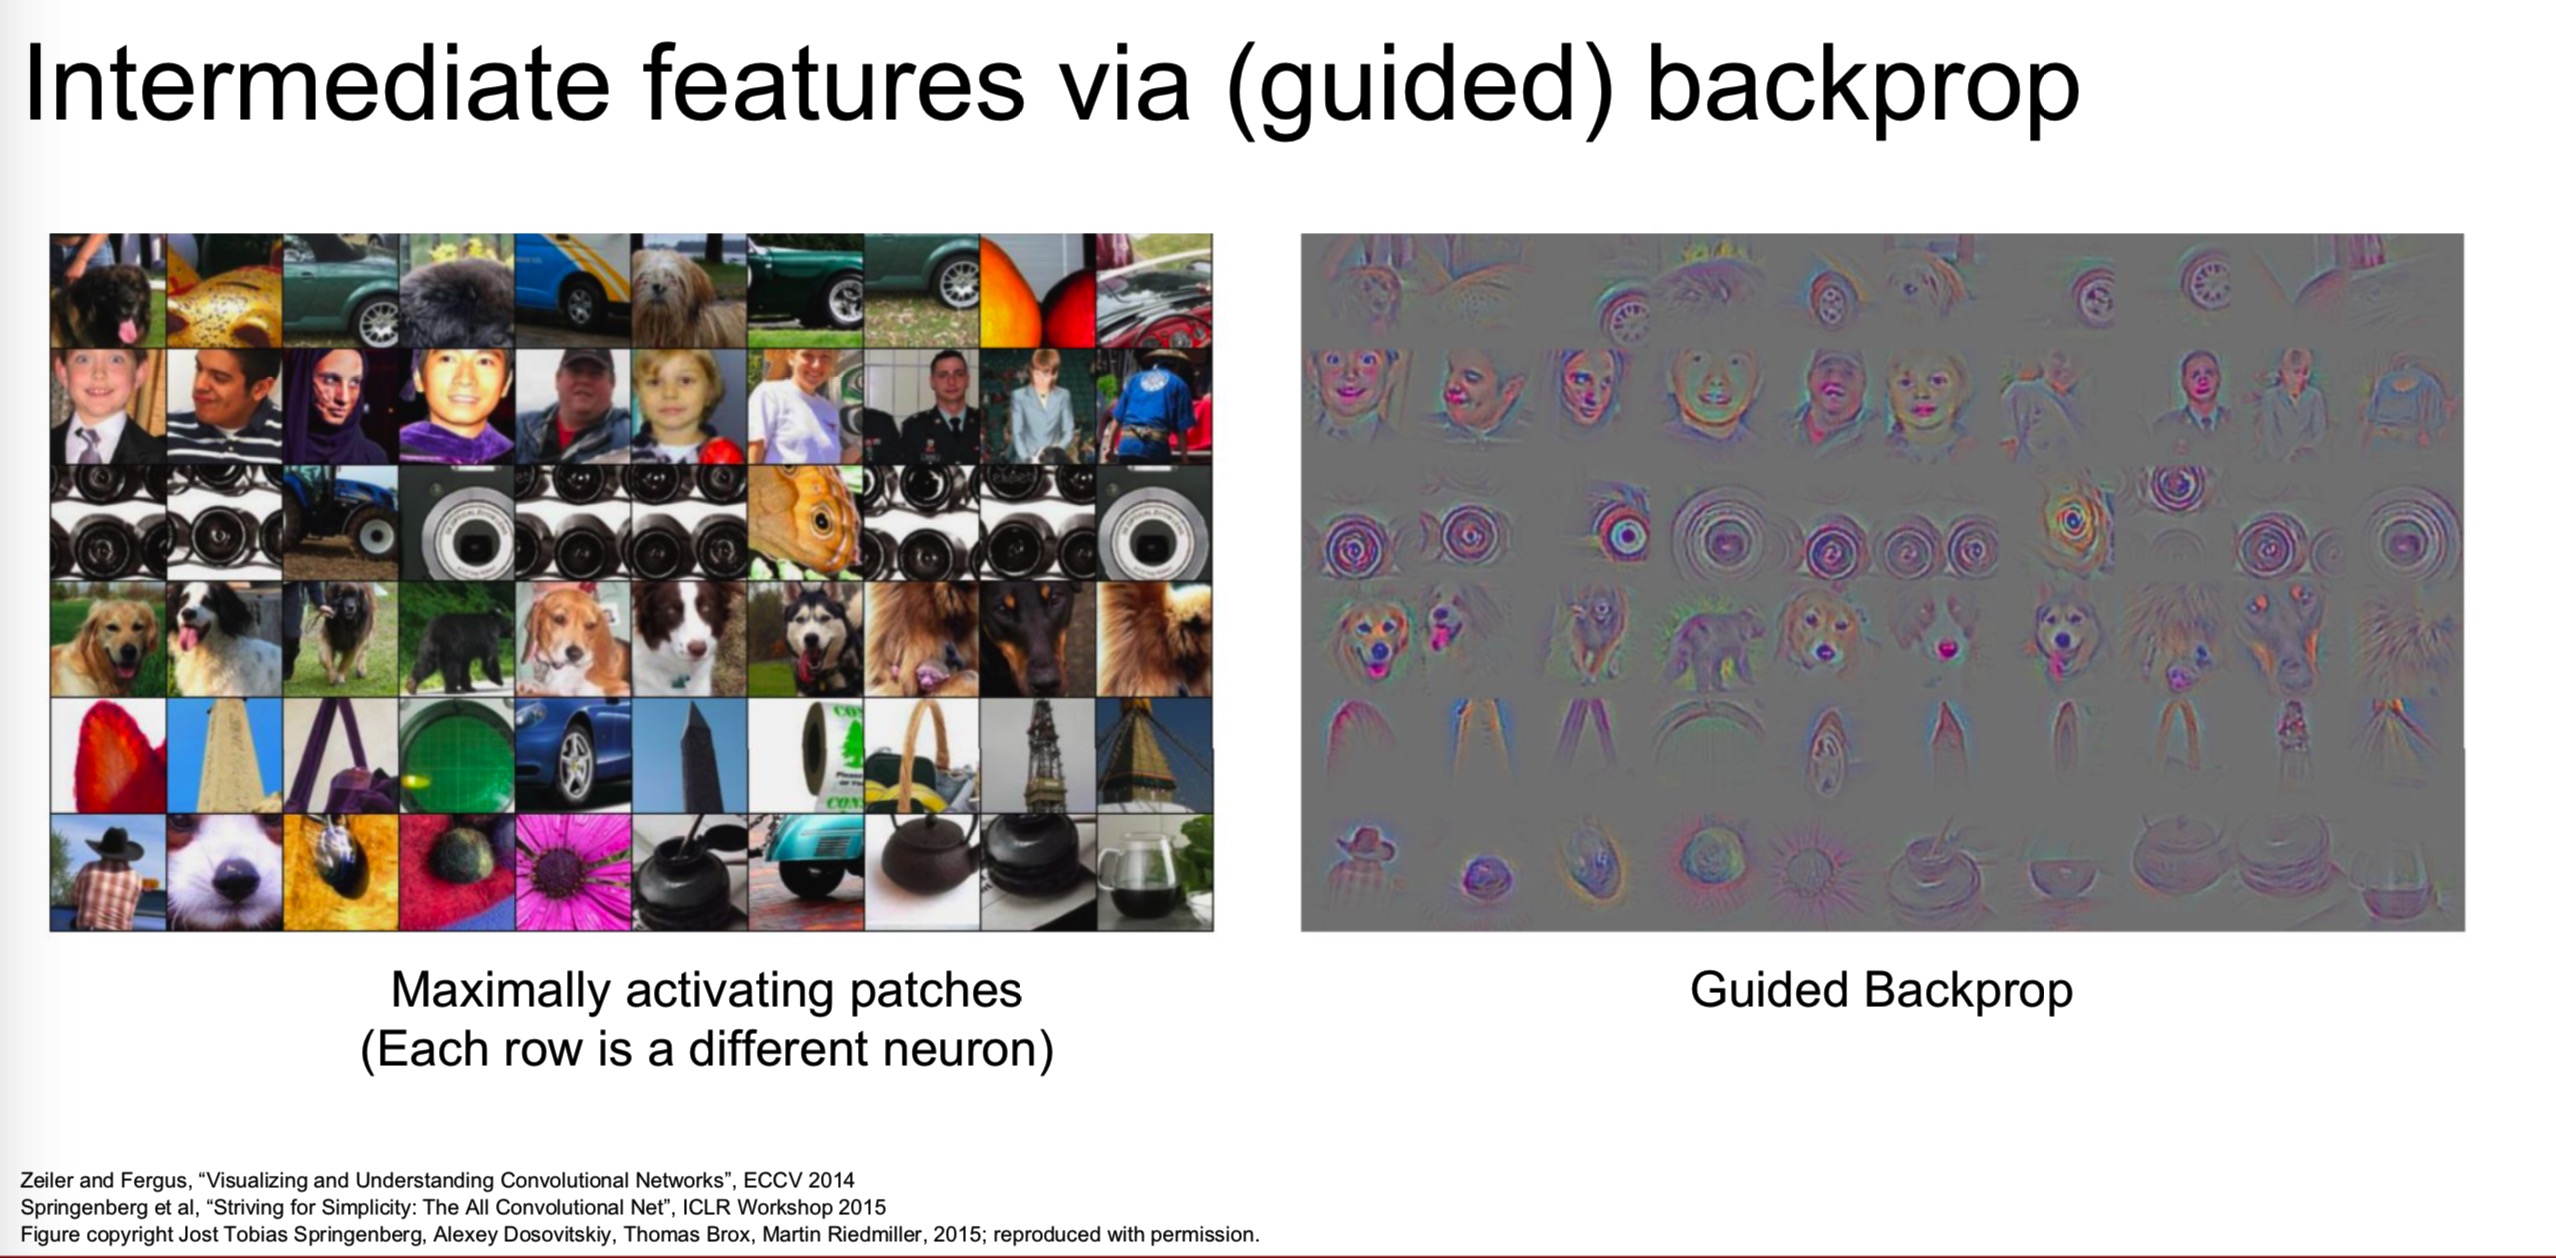 Intermediate features via (guided) backprop
Maximally activating patches
(Each row is a different neuron)
Guided Backprop
Zeiler and Fergus, “Visualizing and Understanding Convolutional Networks”, ECCV 2014
Springenberg et al, “Striving for Simplicity: The All Convolutional Net”, ICLR Workshop 2015
Figure copyright Jost Tobias Springenberg, Alexey Dosovitskiy, Thomas Brox, Martin Riedmiller, 2015; reproduced with permission.